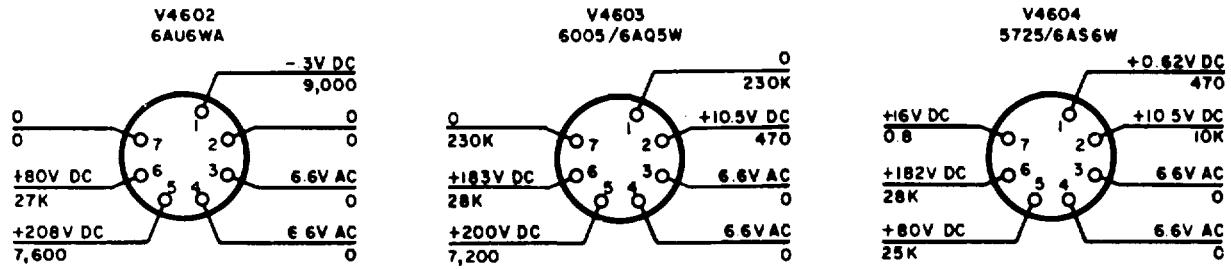 V4602
6AU6WA
- .3V DC
9,000
0
0
0
0
+80V DC
27K
6.6V AC
0
+208V DC
7,600
6.6V AC
0
1
2
3
4
5
6
7
V4603
6005/6AQ5W
0
230K
0
230K
+10.5V DC
470
+183V DC
28K
6.6V AC
0
+200V DC
7,200
6.6V AC
0
1
2
3
4
5
6
7
V4604
5725/6AS6W
+0.62V DC
470
+16V DC
0.8
+10 5V DC
10K
+182V DC
28K
6.6V AC
0
+80V DC
25K
6.6V AC
0
1
2
3
4
5
6
7